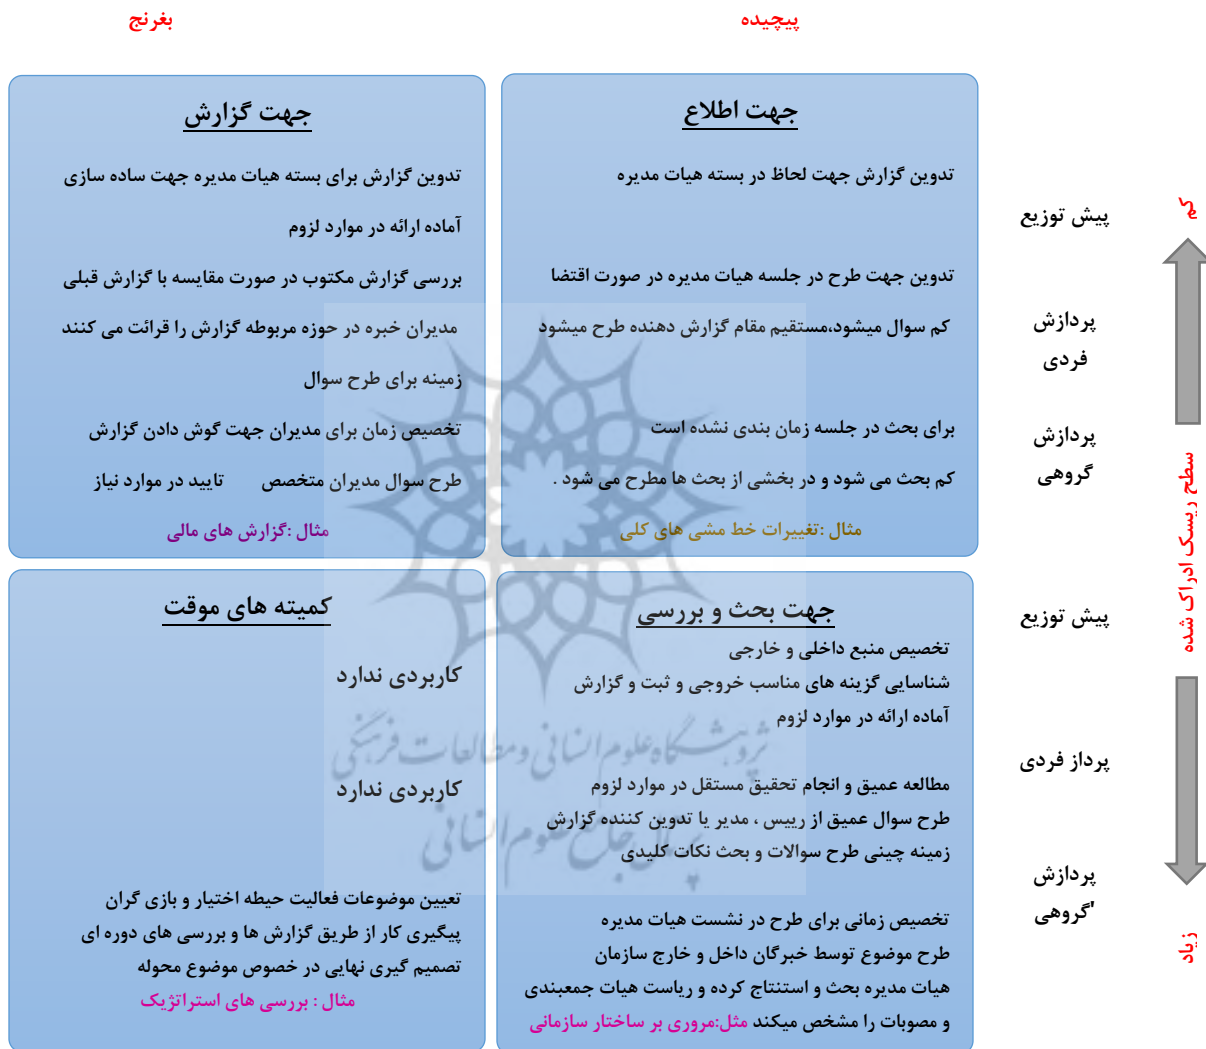 پیچیده
بغرنج
جهت اطلاع
تدوین گزارش جهت لحاظ در بسته هیات مدیره
تدوین جهت طرح در جلسه هیات مدیره در صورت اقتضا
کم سوال میشود،مستقیم مقام گزارش دهنده طرح میشود
برای بحث در جلسه زمان بندی نشده است
کم بحث می شود و در بخشی از بحث ها مطرح می شود .
مثال :تغییرات خط مشی های کلی
جهت گزارش
تدوین گزارش برای بسته هیات مدیره جهت ساده سازی
آماده ارائه در موارد لزوم
بررسی گزارش مکتوب در صورت مقایسه با گزارش قبلی
مدیران خبره در حوزه مربوطه گزارش را قرائت می کنند
زمینه برای طرح سوال
تخصیص زمان برای مدیران جهت گوش دادن گزارش
طرح سوال مدیران متخصص تایید در موارد نیاز
مثال :گزارش های مالی
پیش توزیع
پردازش
فردی
پردازش
گروهی
کم
سطح ریسک ادراک شده
زیاد
جهت بحث و بررسی
تخصیص منبع داخلی و خارجی
شناسایی گزینه های مناسب خروجی و ثبت و گزارش
آماده ارائه در موارد لزوم
مطالعه عمیق و انجام تحقیق مستقل در موارد لزوم
طرح سوال عمیق از رییس ، مدیر یا تدوین کننده گزارش
زمینه چینی طرح سوالات و بحث نکات کلیدی
تخصیص زمانی برای طرح در نشست هیات مدیره
طرح موضوع توسط خبرگان داخل و خارج سازمان
هیات مدیره بحث و استنتاج کرده و ریاست هیات جمعبندی
و مصوبات را مشخص میکند مثل:مروری بر ساختار سازمانی
کمیته های موقت
کاربردی ندارد
کاربردی ندارد
تعیین موضوعات فعالیت حیطه اختیار و بازی گران
پیگیری کار از طریق گزارش ها و بررسی های دوره ای
تصمیم گیری نهایی در خصوص موضوع محوله
مثال : بررسی های استراتژیک
پیش توزیع
پرداز فردی
پردازش
گروهی'
پژوهشگاه علوم انسانی و مطالعات فرهنگی
پرتال جامع علوم انسانی